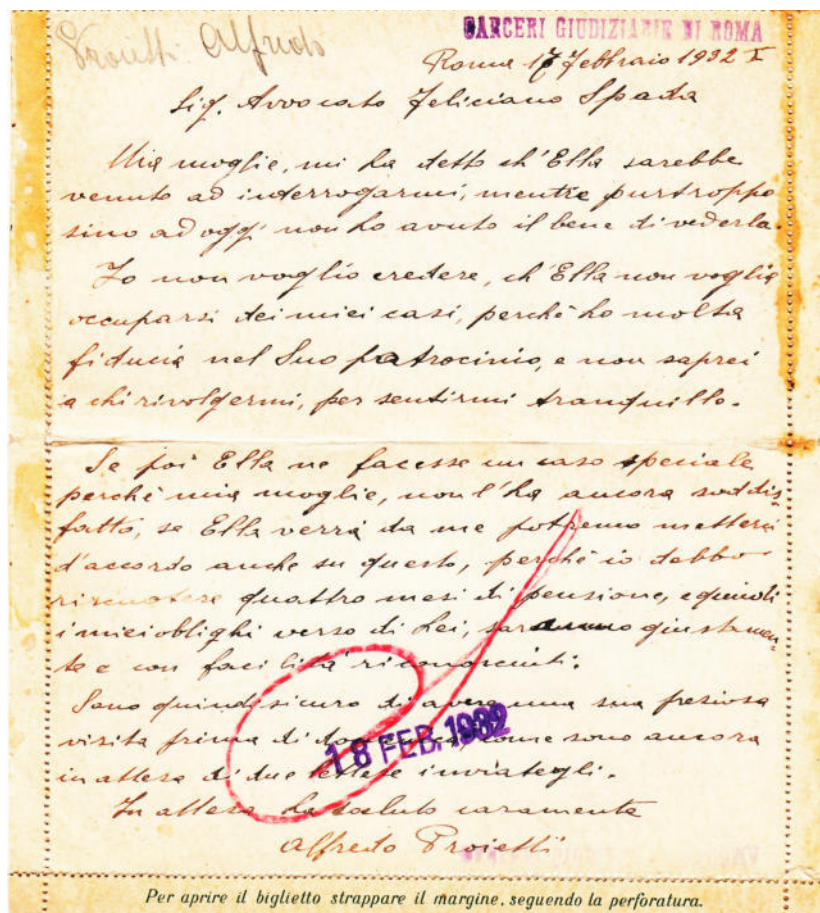 Proietti Alfredo
CARCERI GIUDIZIARIE DI ROMA
Roma 17 Febbraio 1932 X
Sig. Avvocato Feliciano Spada
Mia moglie, mi ha detto ch'Ella sarebbe
venuto ad interrogarmi, mentre purtroppo
sino ad oggi non ho avuto il bene di vederla.
Io non voglio credere, ch'Ella non voglia
occuparsi dei miei casi, perchè ho molta
fiducia nel Suo patrocinio, e non saprei
a chi rivolgermi, per sentirmi tranquillo.
Se poi Ella ne facesse un caso speciale
perchè mia moglie, non l'ha ancora soddis
fatto, se Ella verrà da me potremo metterci
d'accordo anche su questo, perchè io debbo
riscuotere quattro mesi di pensione, e quindi
i miei oblighi verso di Lei, saranno giustamen-
te e con facilità riconosciuti.
Sono quindi sicuro di avere una sua preziosa
visita prima di come sono ancora
in attesa di due lettere inviategli.
In attesa La saluto caramente
Alfredo Proietti
18 FEB. 1932
Per aprire il biglietto strappare il margine, seguendo la perforatura.